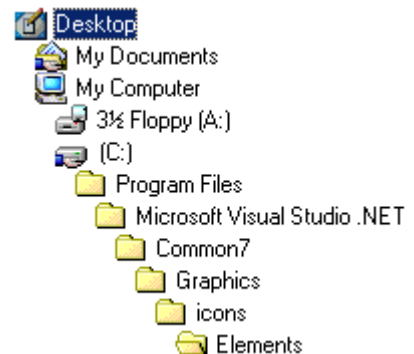 Desktop
My Documents
My Computer
3½ Floppy (A:)
(C:)
Program Files
Microsoft Visual Studio .NET
Common7
Graphics
icons
Elements